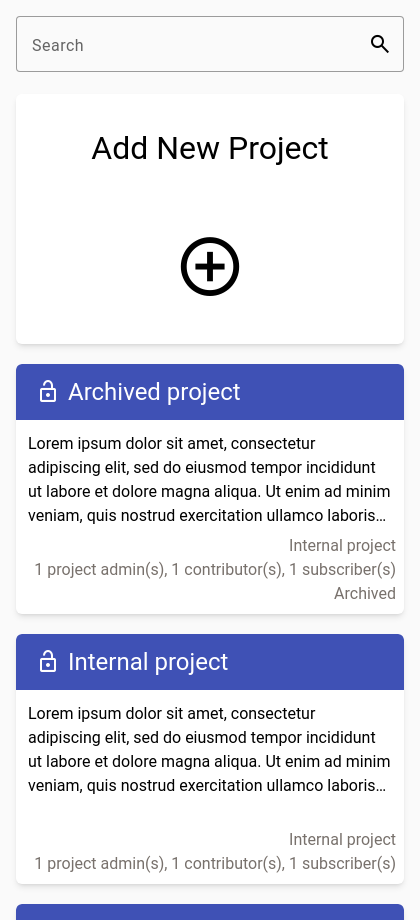 Search
Add New Project
Archived project
Lorem ipsum dolor sit amet, consectetur
adipiscing elit, sed do eiusmod tempor incididunt
ut labore et dolore magna aliqua. Ut enim ad minim
veniam, quis nostrud exercitation ullamco laboris…
Internal project
1 project admin(s), 1 contributor(s), 1 subscriber(s)
Archived
Internal project
Lorem ipsum dolor sit amet, consectetur
adipiscing elit, sed do eiusmod tempor incididunt
ut labore et dolore magna aliqua. Ut enim ad minim
veniam, quis nostrud exercitation ullamco laboris…
Internal project
1 project admin(s), 1 contributor(s), 1 subscriber(s)